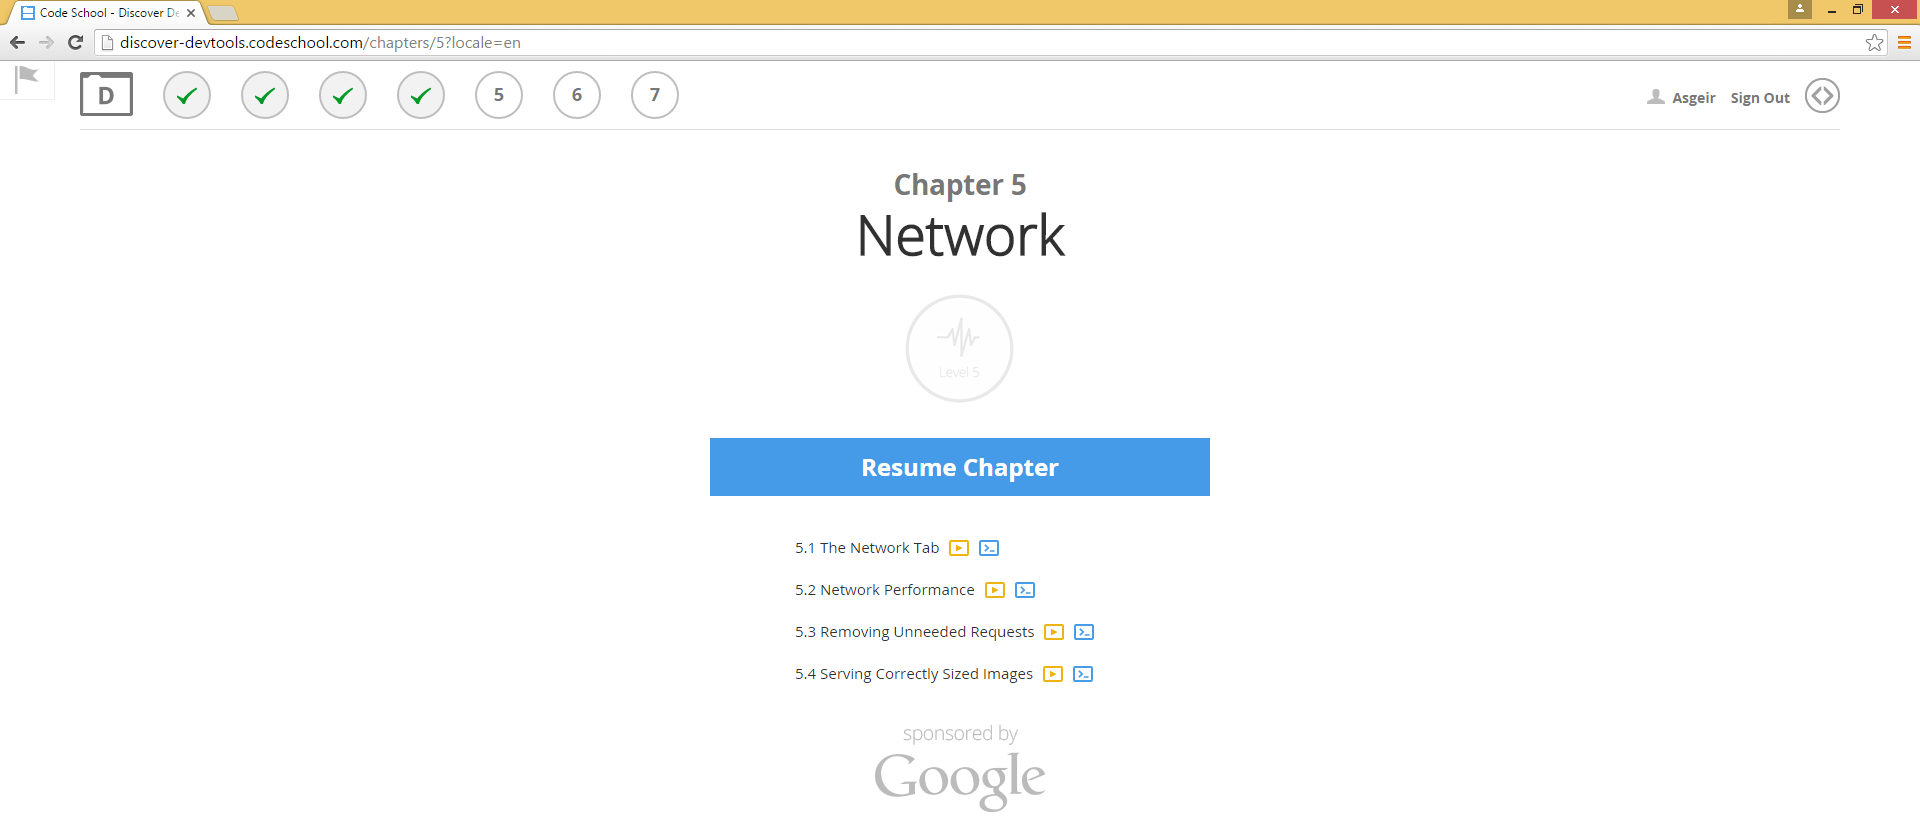 Code School - Discover De
discover-devtools.codeschool.com/chapters/5?locale=en
D
5
6
7
Asgeir
Sign Out
Chapter 5
Network
Level 5
Resume Chapter
5.1 The Network Tab
5.2 Network Performance
5.3 Removing Unneeded Requests
5.4 Serving Correctly Sized Images
sponsored by
Google